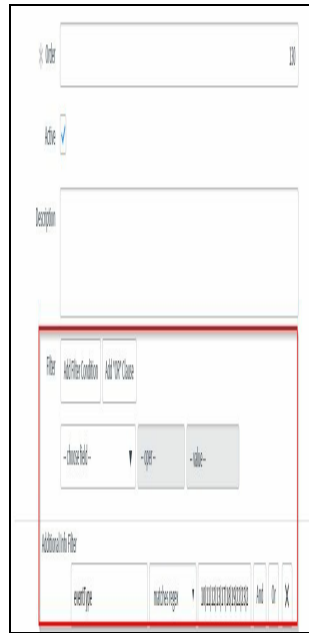 Order
130
Active
Description
Filter
Add Filter Condition
Add "OR" Clause
-- choose field --
-- oper --
-- value --
Additional Info Filter
eventType
matches regex
And
Or
X